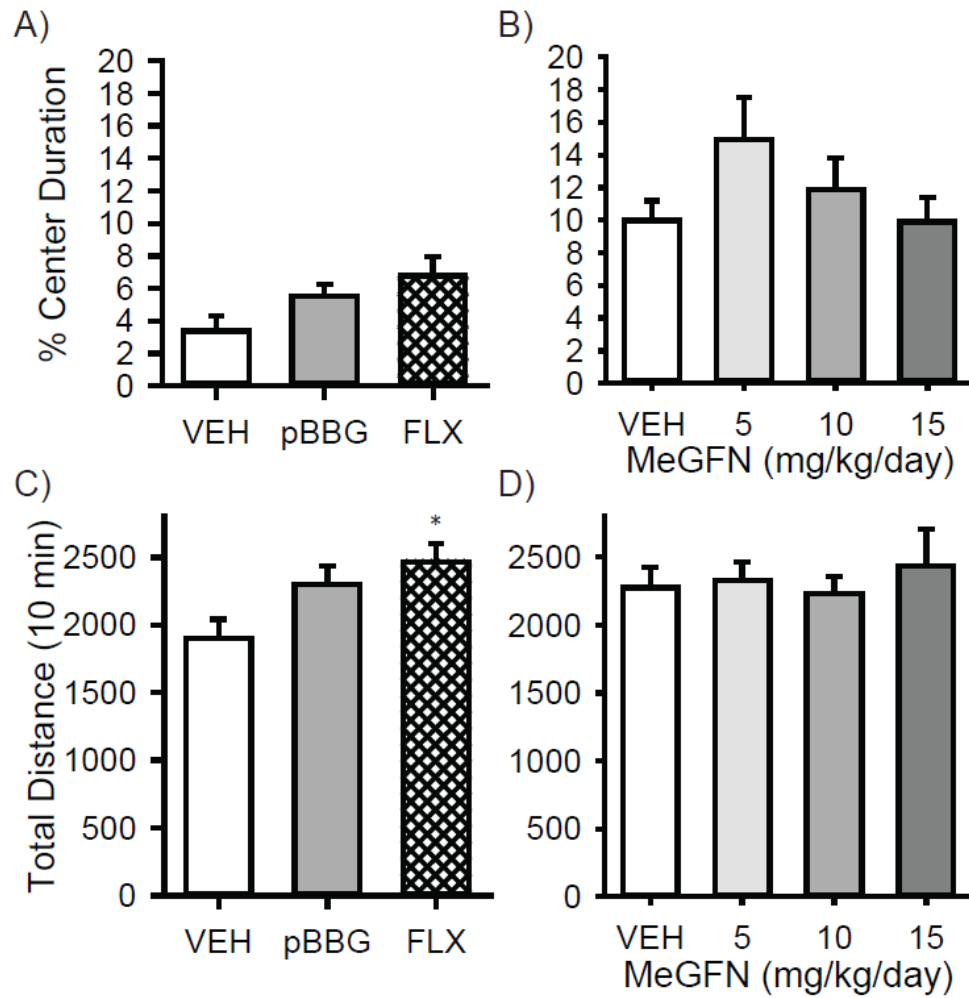 A)
% Center Duration
20
18
16
14
12
10
8
6
4
2
0
VEH pBBG FLX
B)
20
18
16
14
12
10
8
6
4
2
0
VEH 5 10 15
MeGFN (mg/kg/day)
C)
Total Distance (10 min)
2500
2000
1500
1000
500
0
*
VEH pBBG FLX
D)
2500
2000
1500
1000
500
0
VEH 5 10 15
MeGFN (mg/kg/day)